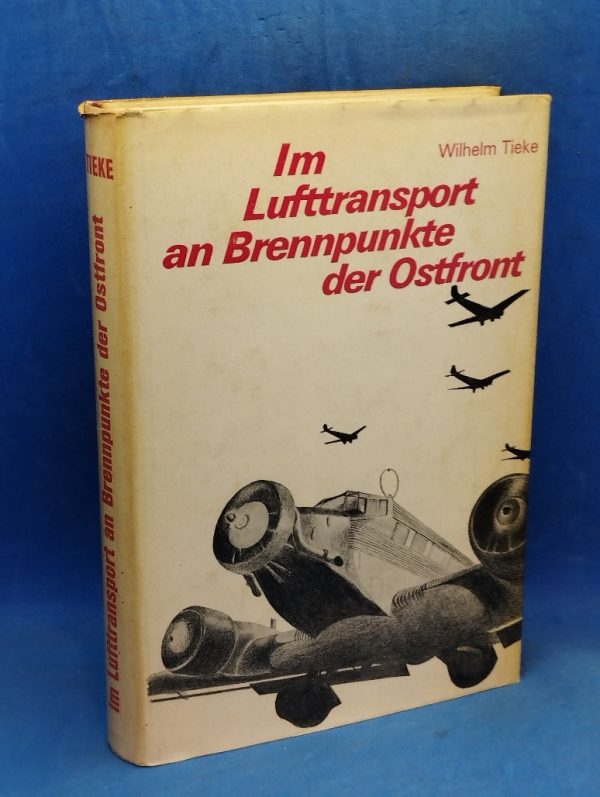 Wilhelm Tieke
Im
Lufttransport
an Brennpunkte
der Ostfront
TIEKE
Im Lufttransport an Brennpunkte der Ostfront